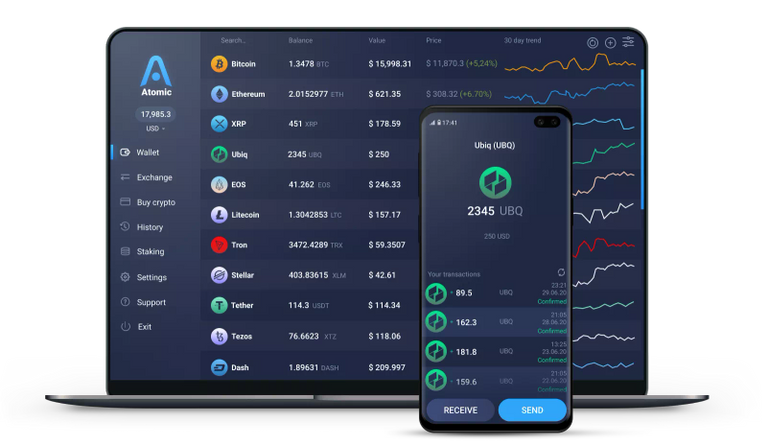 Search... Balance Value Price 30 day trend
Atomic
17,985.3
USD
Wallet
Exchange
Buy crypto
History
Staking
Settings
Support
Exit
Bitcoin 1.3478 BTC $ 15,998.31 $ 11,870.3 (+5,24%)
Ethereum 2.0152977 ETH $ 621.35 $ 308.32 (+6.70%)
XRP 451 XRP $ 178.59
Ubiq 2345 UBQ $ 250
EOS 41.262 EOS $ 246.33
Litecoin 1.3042853 LTC $ 157.17
Tron 3472.4289 TRX $ 59.3507
Stellar 403.83615 XLM $ 42.61
Tether 114.3 USDT $ 114.34
Tezos 76.6623 XTZ $ 118.06
Dash 1.89631 DASH $ 209.997
17:41
Ubiq (UBQ)
2345 UBQ
250 USD
Your transactions
+ 89.5 UBQ 23:21
29.06.20
Confirmed
+ 162.3 UBQ 21:05
28.06.20
Confirmed
+ 181.8 UBQ 13:25
23.06.20
Confirmed
+ 159.6 UBQ 21:05
Confirmed
RECEIVE SEND